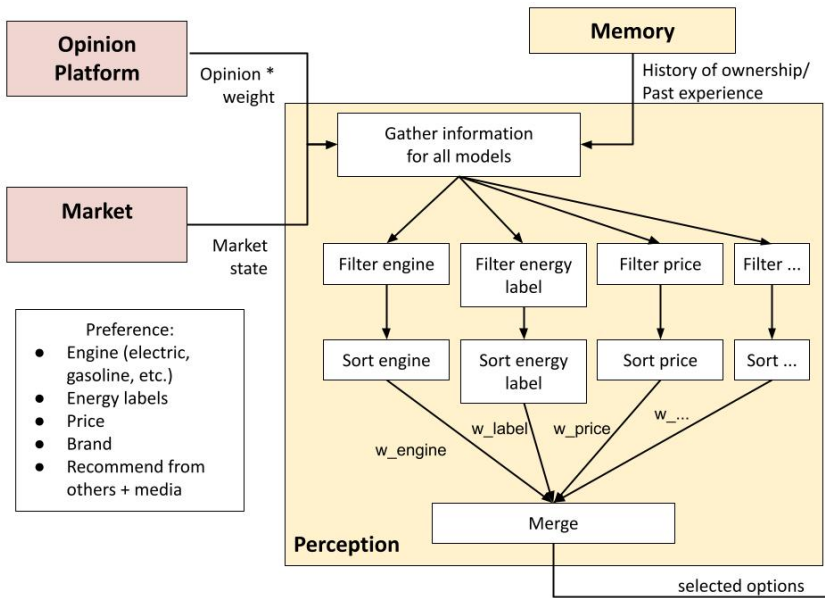 Opinion
Platform
Memory
Opinion *
weight
History of ownership/
Past experience
Gather information
for all models
Market
Market
state
Filter engine
Filter energy
label
Filter price
Filter ...
Preference:
● Engine (electric,
gasoline, etc.)
● Energy labels
● Price
● Brand
● Recommend from
others + media
Sort engine
Sort energy
label
Sort price
Sort ...
w_engine
w_label
w_price
w_...
Merge
Perception
selected options